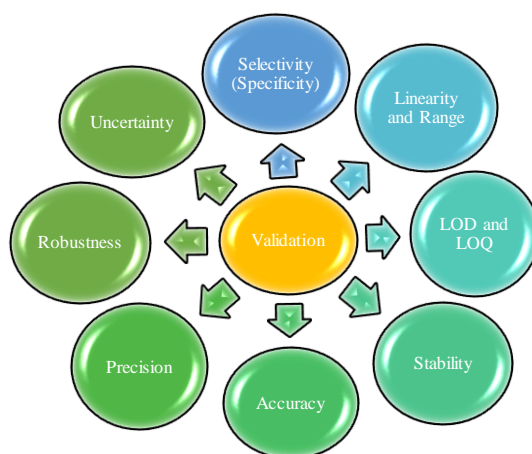 Selectivity
(Specificity)
Linearity
and Range
Uncertainty
LOD and
LOQ
Robustness
Validation
Precision
Stability
Accuracy